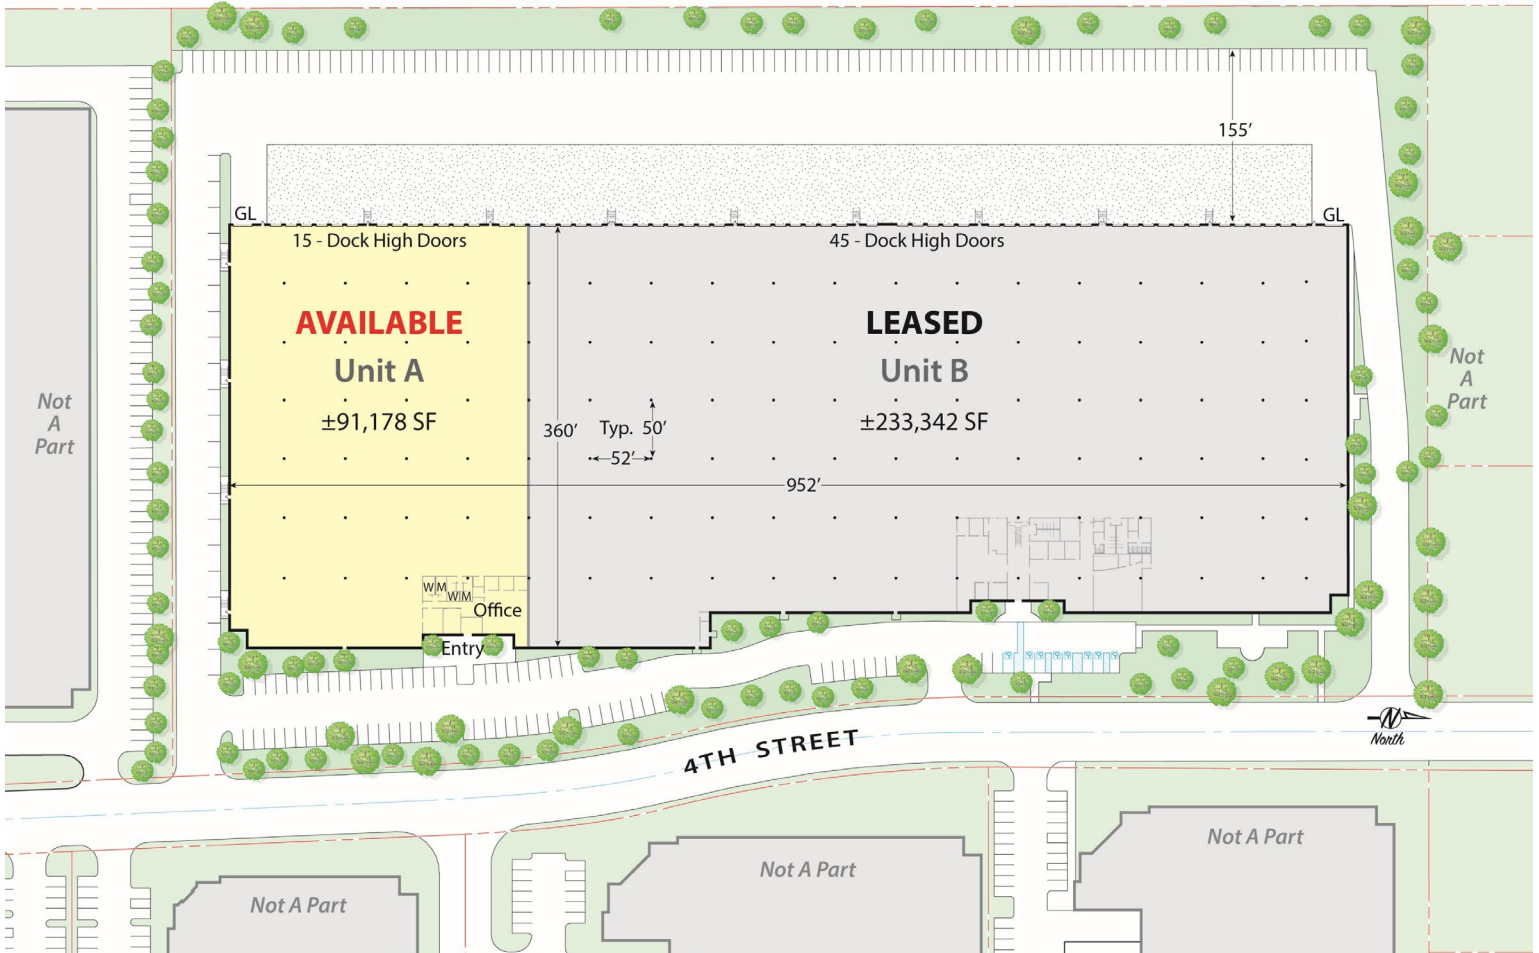 155’
GL
GL
15 - Dock High Doors
45 - Dock High Doors
AVAILABLE
Unit A
±91,178 SF
LEASED
Unit B
±233,342 SF
360’
Typ. 50’
52’
952’
Not
A
Part
Not
A
Part
W M
W M
Office
Entry
4TH STREET
N
North
Not A Part
Not A Part
Not A Part